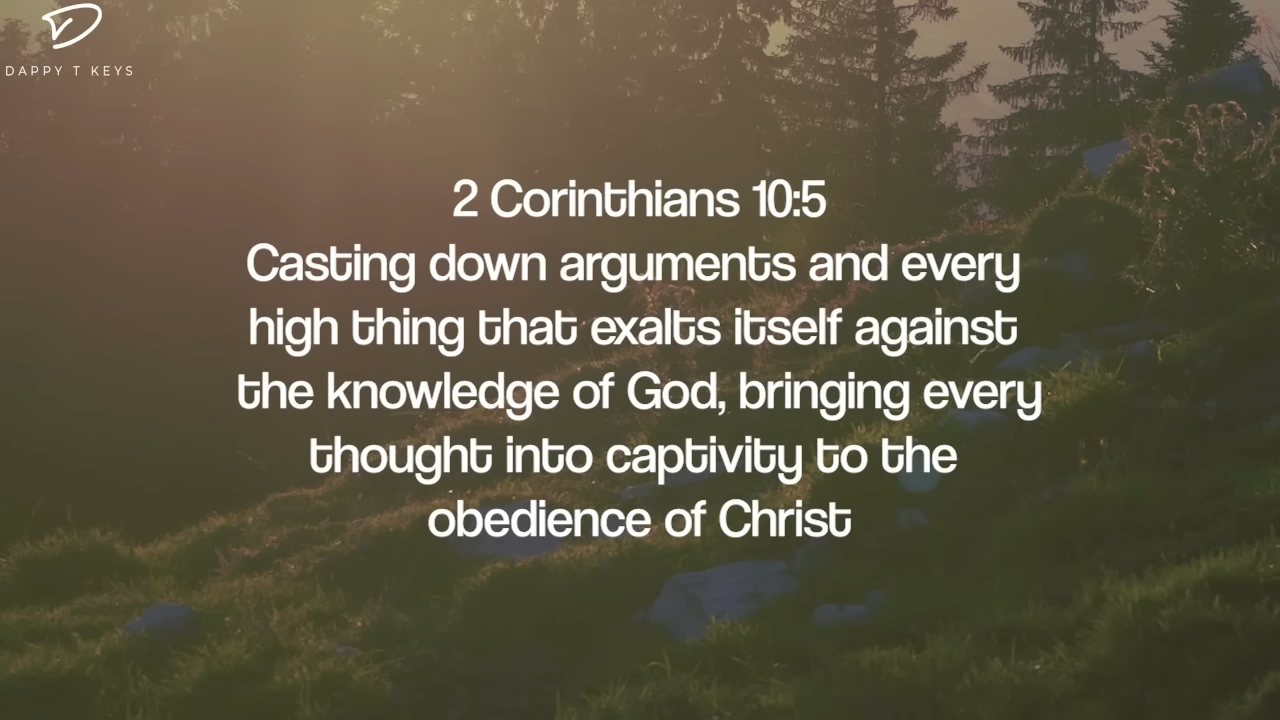 DAPPY T KEYS
2 Corinthians 10:5
Casting down arguments and every
high thing that exalts itself against
the knowledge of God, bringing every
thought into captivity to the
obedience of Christ